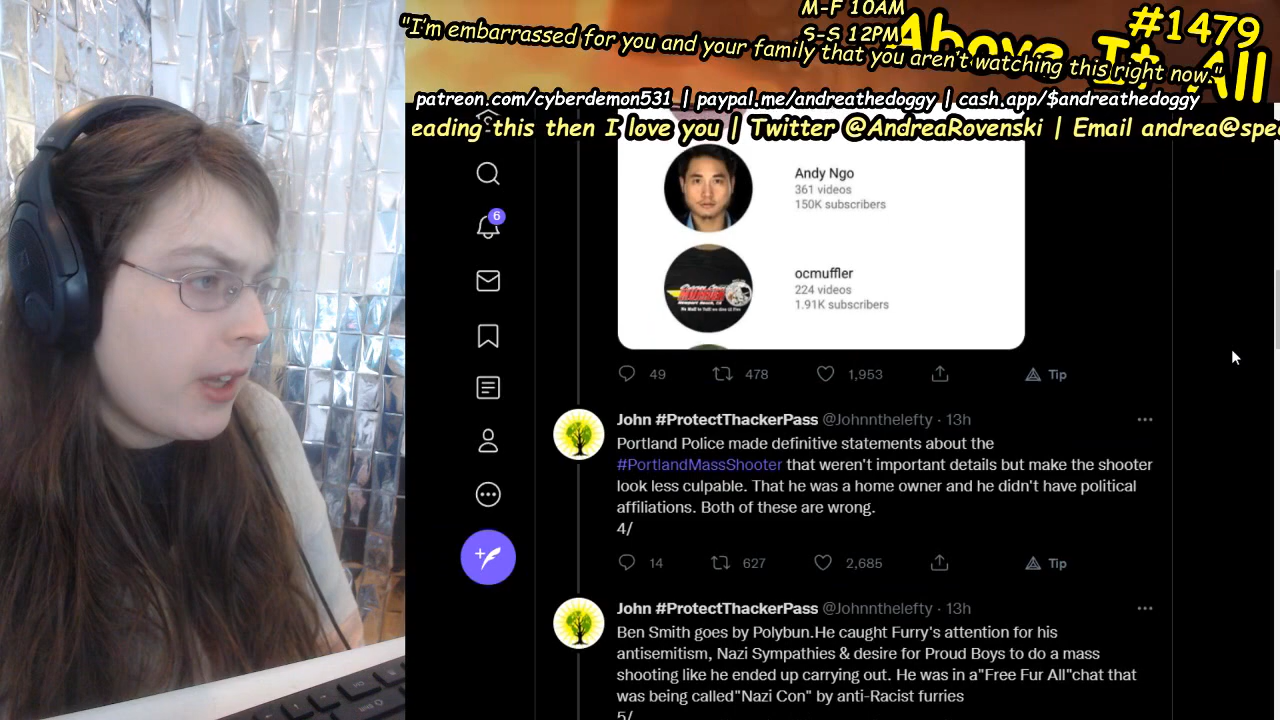 M-F 10AM
S-S 12PM
Above It All
#1479
"I'm embarrassed for you and your family that you aren't watching this right now."
patreon.com/cyberdemon531 | paypal.me/andreathedoggy | cash.app/$andreathedoggy
eading this then I love you | Twitter @AndreaRovenski | Email andrea@spe
6
Andy Ngo
361 videos
150K subscribers
ocmuffler
224 videos
1.91K subscribers
49 478 1,953 Tip
John #ProtectThackerPass @Johnnthelefty · 13h
Portland Police made definitive statements about the
#PortlandMassShooter that weren't important details but make the shooter
look less culpable. That he was a home owner and he didn't have political
affiliations. Both of these are wrong.
4/
14 627 2,685 Tip
John #ProtectThackerPass @Johnnthelefty · 13h
Ben Smith goes by Polybun.He caught Furry's attention for his
antisemitism, Nazi Sympathies & desire for Proud Boys to do a mass
shooting like he ended up carrying out. He was in a"Free Fur All"chat that
was being called"Nazi Con" by anti-Racist furries
5/